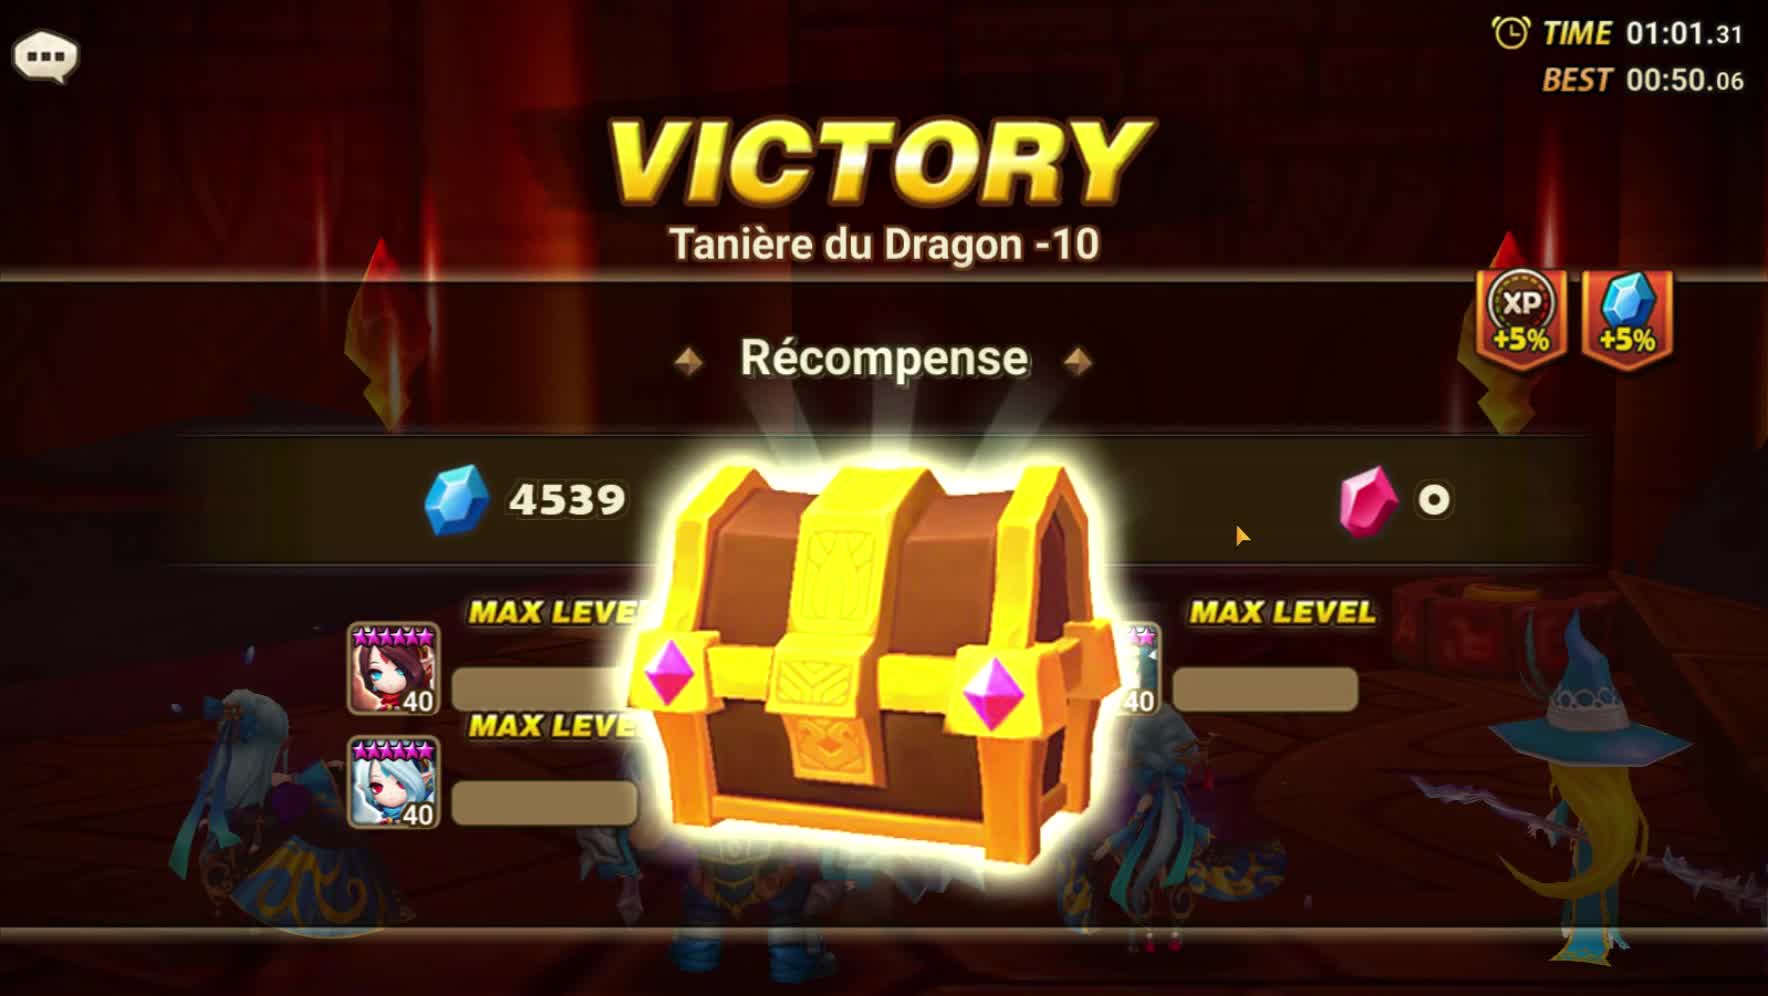 TIME 01:01.31
BEST 00:50.06
VICTORY
Tanière du Dragon -10
XP
+5%
+5%
Récompense
4539
0
MAX LEVEL
40
MAX LEVEL
40
MAX LEVEL
40